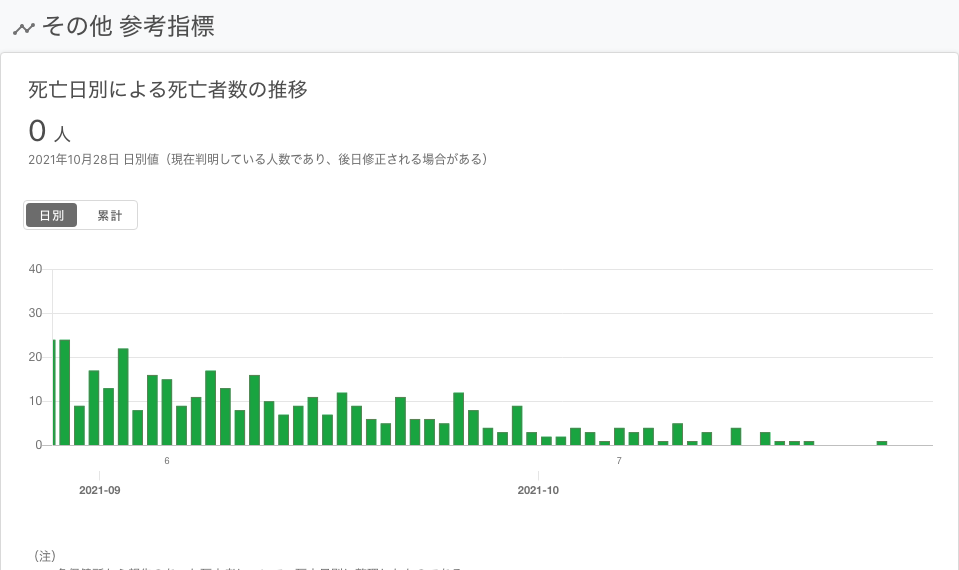 その他 参考指標
死亡日別による死亡者数の推移
0 人
2021年10月28日 日別値（現在判明している人数であり、後日修正される場合がある）
日別 累計
40
30
20
10
0
6 7
2021-09 2021-10
（注）